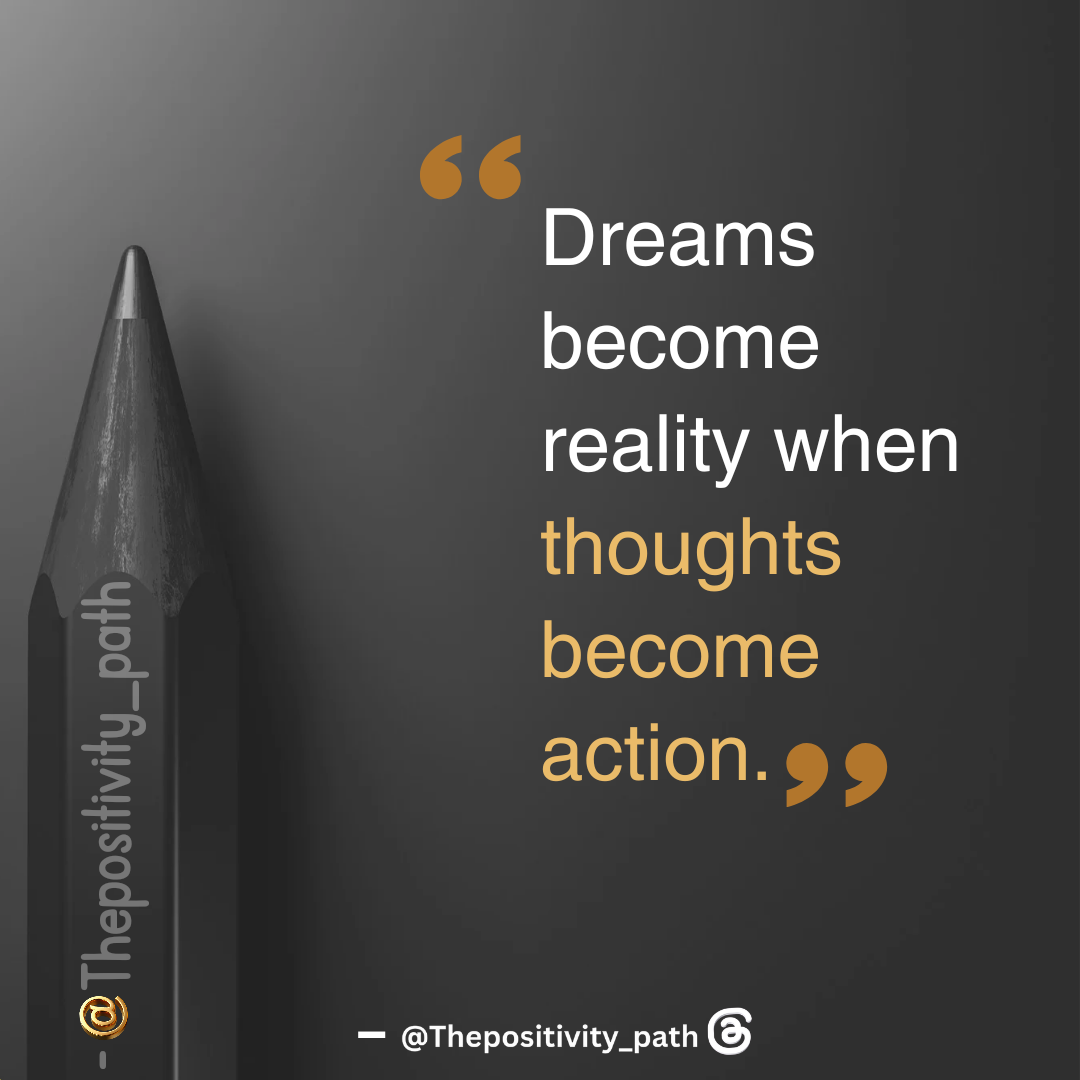 “
Dreams
become
reality when
thoughts
become
action.”
- @Thepositivity_path
– @Thepositivity_path